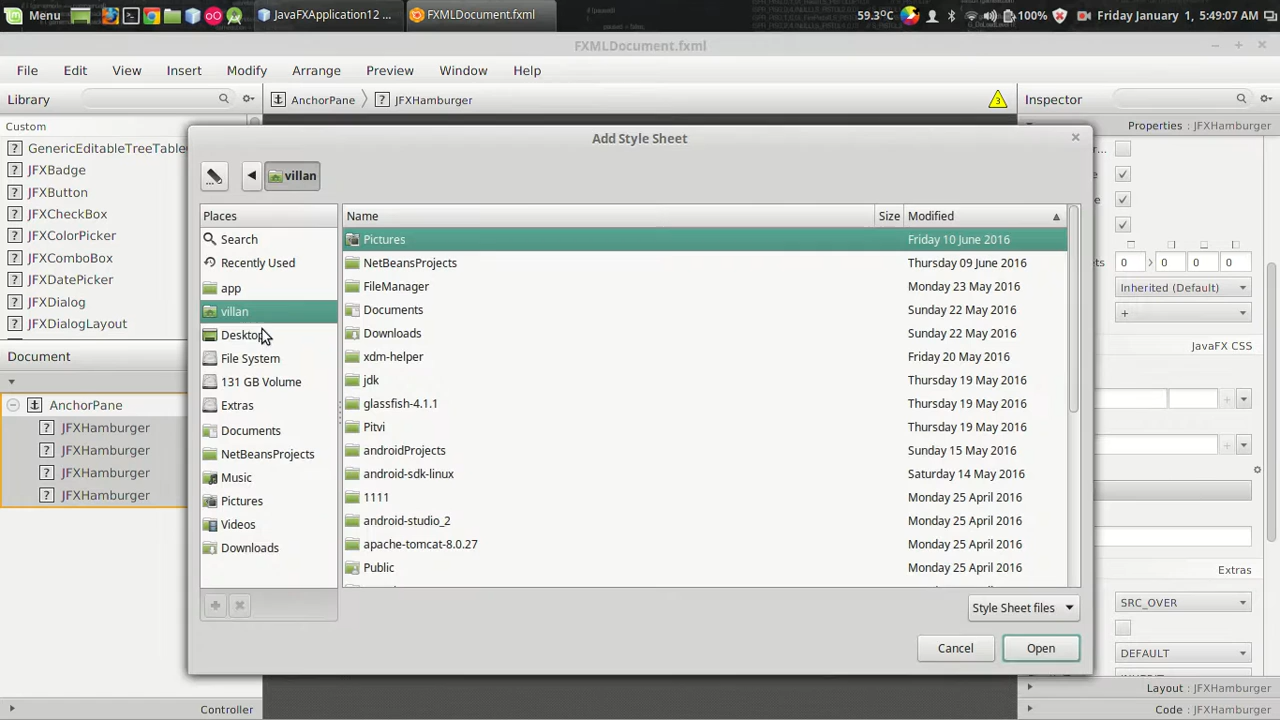 Menu
JavaFXApplication12 ...
FXMLDocument.fxml
59.3°C
100%
Friday January 1, 5:49:07 AM
FXMLDocument.fxml
File Edit View Insert Modify Arrange Preview Window Help
Library
AnchorPane
JFXHamburger
3
Inspector
Custom
Properties : JFXHamburger
GenericEditableTreeTable
JFXBadge
JFXButton
JFXCheckBox
JFXColorPicker
JFXComboBox
JFXDatePicker
JFXDialog
JFXDialogLayout
Document
AnchorPane
JFXHamburger
JFXHamburger
JFXHamburger
JFXHamburger
Controller
Add Style Sheet
villan
Places
Search
Recently Used
app
villan
Desktop
File System
131 GB Volume
Extras
Documents
NetBeansProjects
Music
Pictures
Videos
Downloads
Name Size Modified
Pictures Friday 10 June 2016
NetBeansProjects Thursday 09 June 2016
FileManager Monday 23 May 2016
Documents Sunday 22 May 2016
Downloads Sunday 22 May 2016
xdm-helper Friday 20 May 2016
jdk Thursday 19 May 2016
glassfish-4.1.1 Thursday 19 May 2016
Pitvi Thursday 19 May 2016
androidProjects Sunday 15 May 2016
android-sdk-linux Saturday 14 May 2016
1111 Monday 25 April 2016
android-studio_2 Monday 25 April 2016
apache-tomcat-8.0.27 Monday 25 April 2016
Public Monday 25 April 2016
Style Sheet files
Cancel
Open
0 0 0 0
Inherited (Default)
+
JavaFX CSS
Extras
SRC_OVER
DEFAULT
Layout : JFXHamburger
Code : JFXHamburger